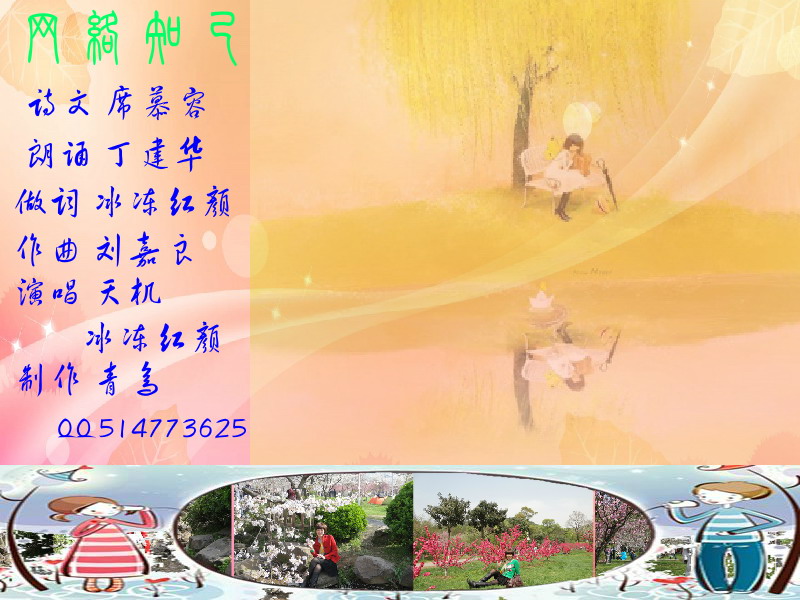 网络知己
诗文 席慕容
朗诵 丁建华
做词 冰冻红颜
作曲 刘嘉良
演唱 天机
冰冻红颜
制作 青鸟
QQ514773625